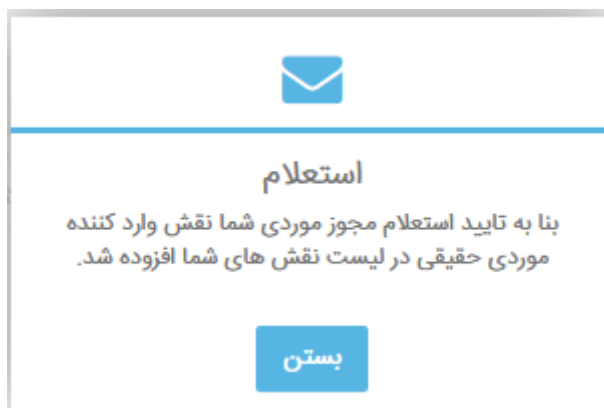 استعلام
بنا به تایید استعلام مجوز موردی شما نقش وارد کننده
موردی حقیقی در لیست نقش های شما افزوده شد.
بستن